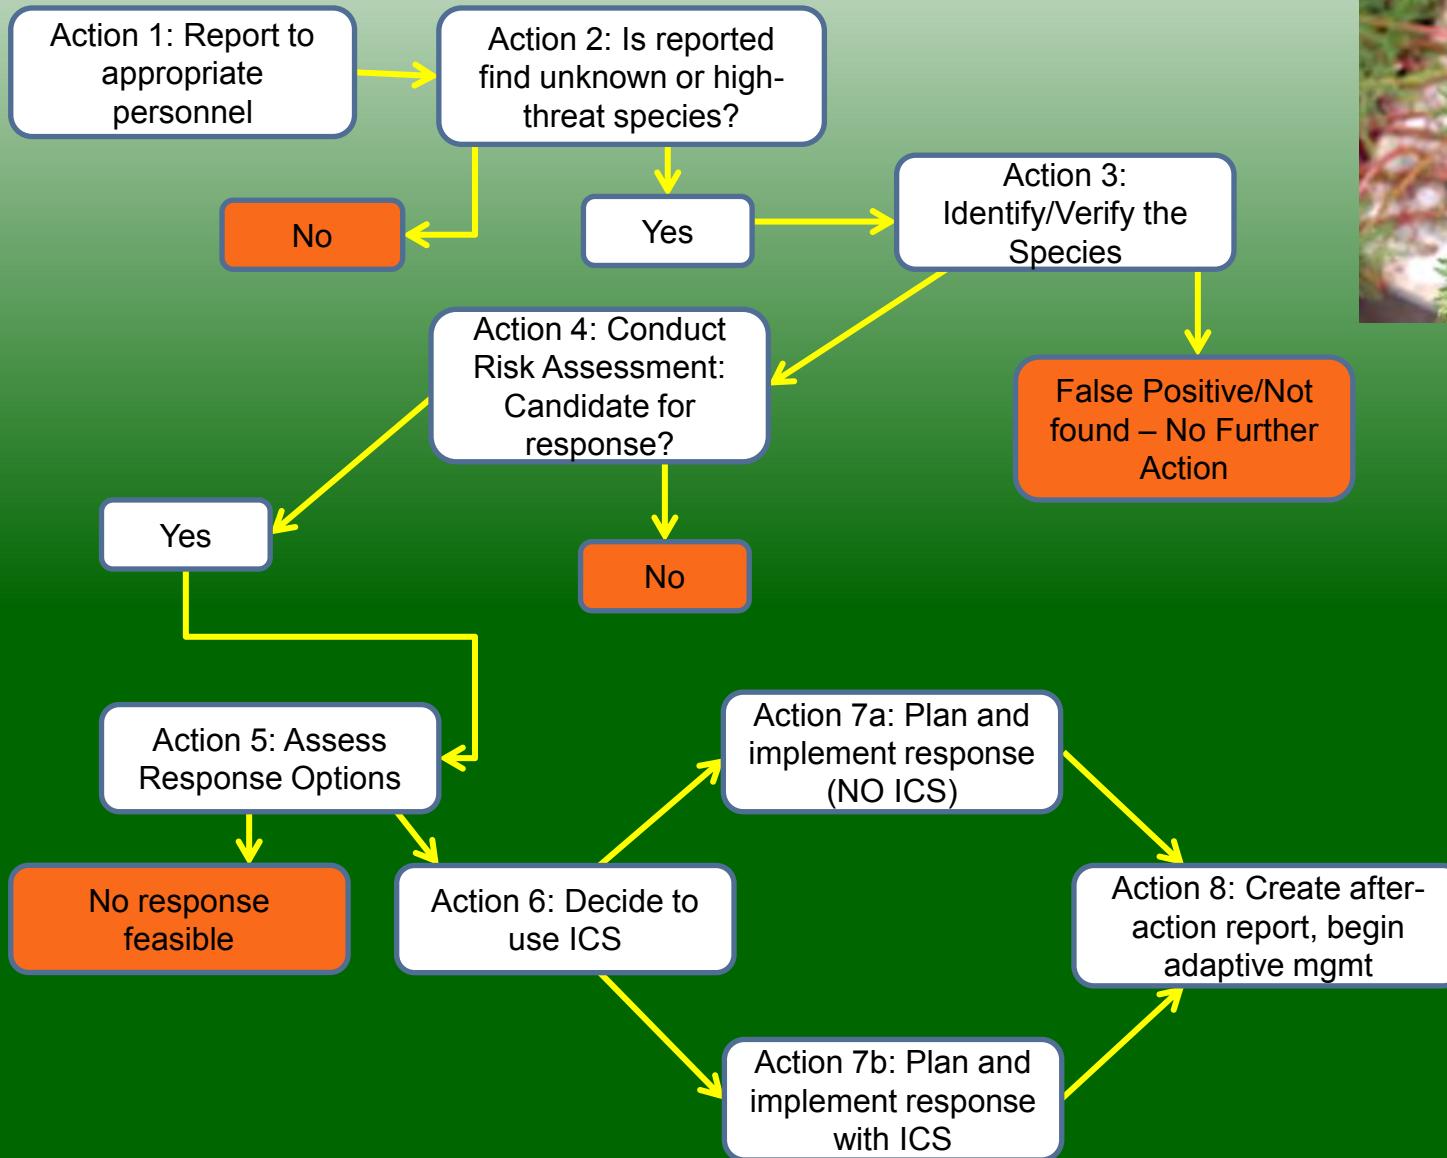 Action 1: Report to
appropriate
personnel
Action 2: Is reported
find unknown or high-
threat species?
No
Yes
Action 3:
Identify/Verify the
Species
Action 4: Conduct
Risk Assessment:
Candidate for
response?
False Positive/Not
found – No Further
Action
Yes
No
Action 5: Assess
Response Options
No response
feasible
Action 6: Decide to
use ICS
Action 7a: Plan and
implement response
(NO ICS)
Action 7b: Plan and
implement response
with ICS
Action 8: Create after-
action report, begin
adaptive mgmt